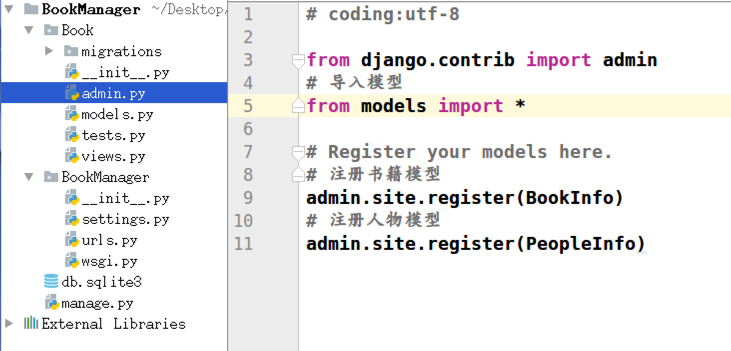 BookManager ~/Desktop/
Book
migrations
__init__.py
admin.py
models.py
tests.py
views.py
BookManager
__init__.py
settings.py
urls.py
wsgi.py
db.sqlite3
manage.py
External Libraries
1 # coding:utf-8
2
3 from django.contrib import admin
4 # 导入模型
5 from models import *
6
7 # Register your models here.
8 # 注册书籍模型
9 admin.site.register(BookInfo)
10 # 注册人物模型
11 admin.site.register(PeopleInfo)